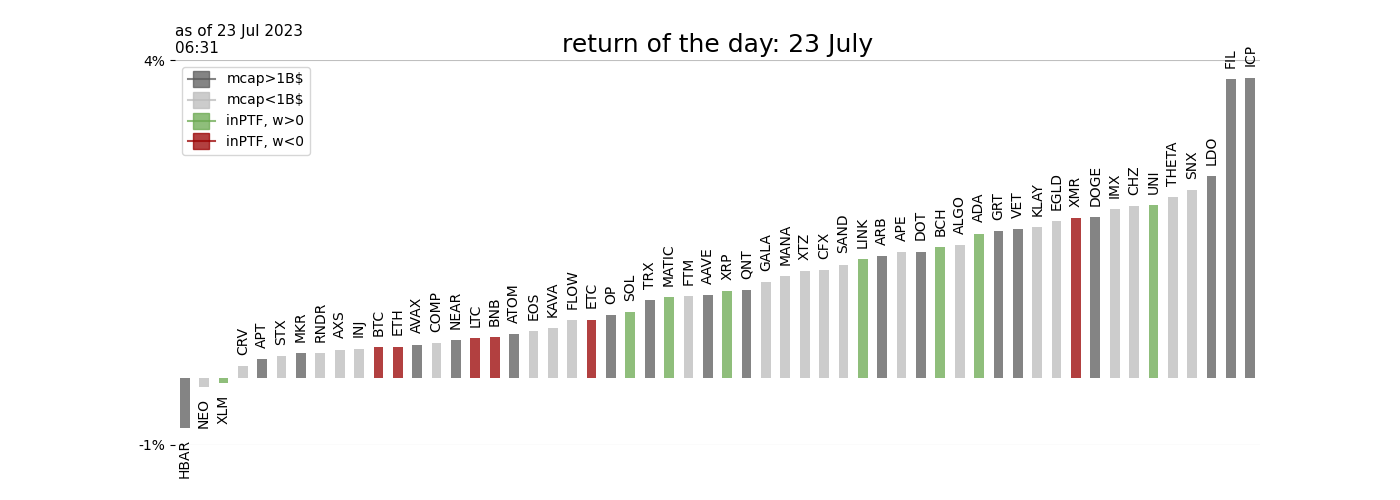 as of 23 Jul 2023
06:31
return of the day: 23 July
4%
mcap>1B$
mcap<1B$
inPTF, w>0
inPTF, w<0
-1%
HBAR
NEO
XLM
CRV
APT
STX
MKR
RNDR
AXS
INJ
BTC
ETH
AVAX
COMP
NEAR
LTC
BNB
ATOM
EOS
KAVA
FLOW
ETC
OP
SOL
TRX
MATIC
FTM
AAVE
XRP
QNT
GALA
MANA
XTZ
CFX
SAND
LINK
ARB
APE
DOT
BCH
ALGO
ADA
GRT
VET
KLAY
EGLD
XMR
DOGE
IMX
CHZ
UNI
THETA
SNX
LDO
FIL
ICP